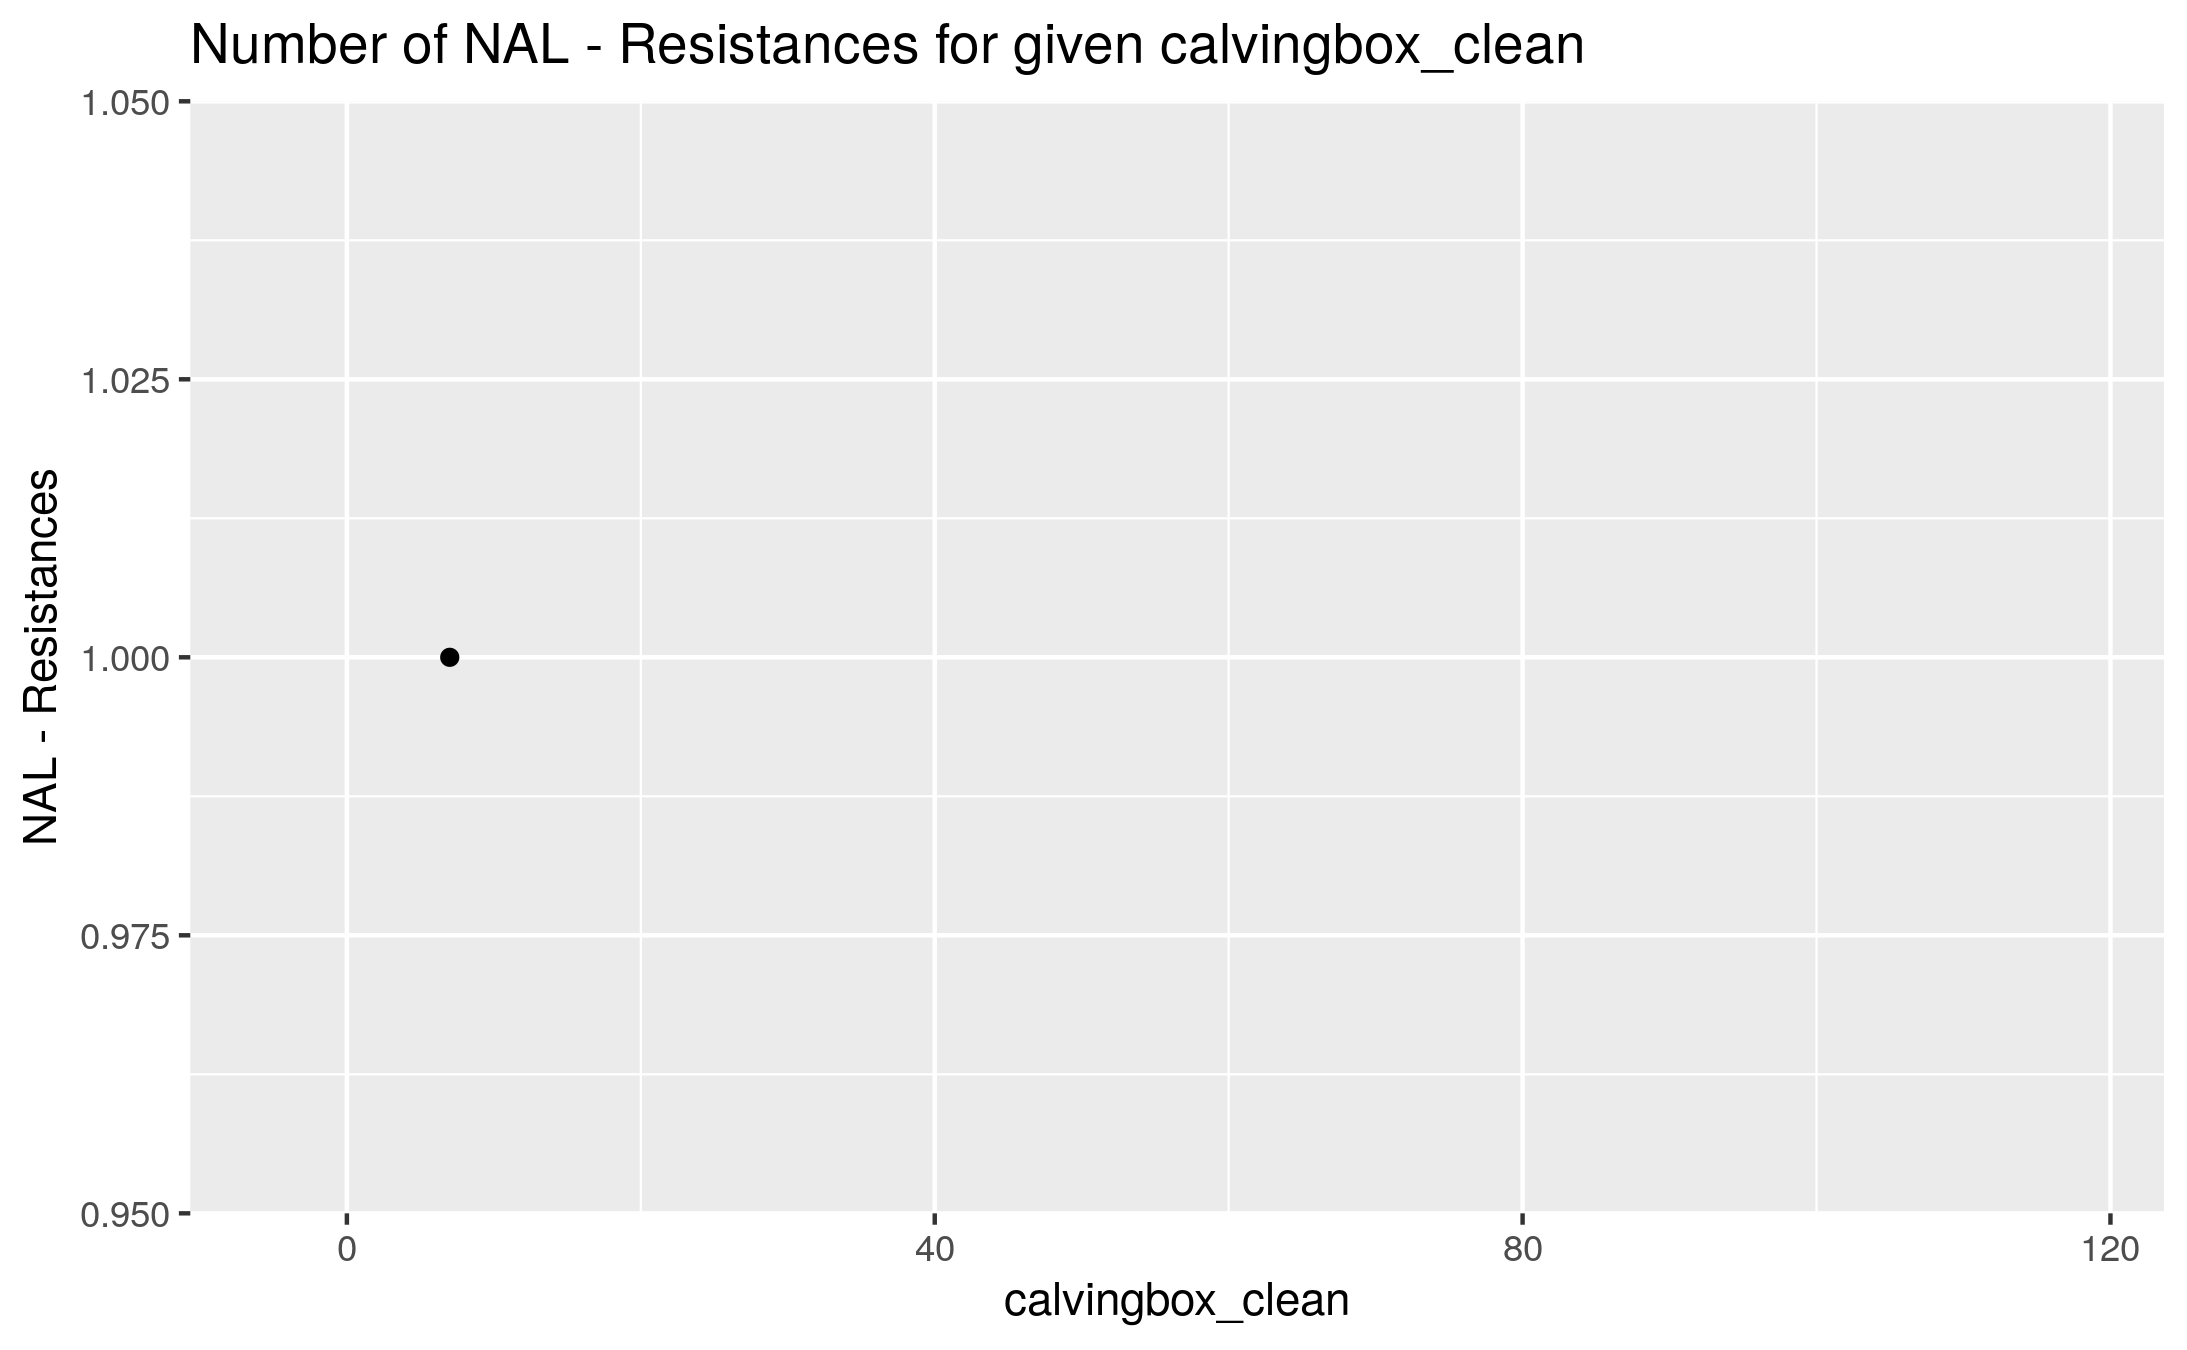 Number of NAL - Resistances for given calvingbox_clean
1.050
1.025
1.000
0.975
0.950
NAL - Resistances
0 40 80 120
calvingbox_clean